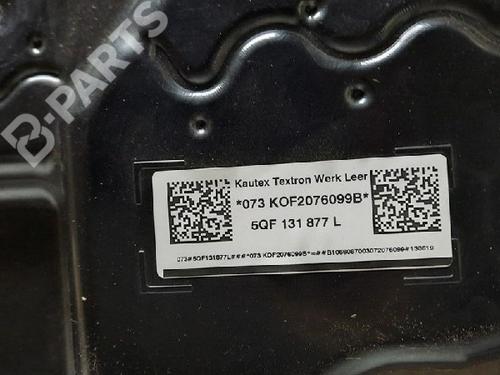 B-PARTS
Kautex Textron Werk Leer
*073 KOF2076099B*
5QF 131 877 L